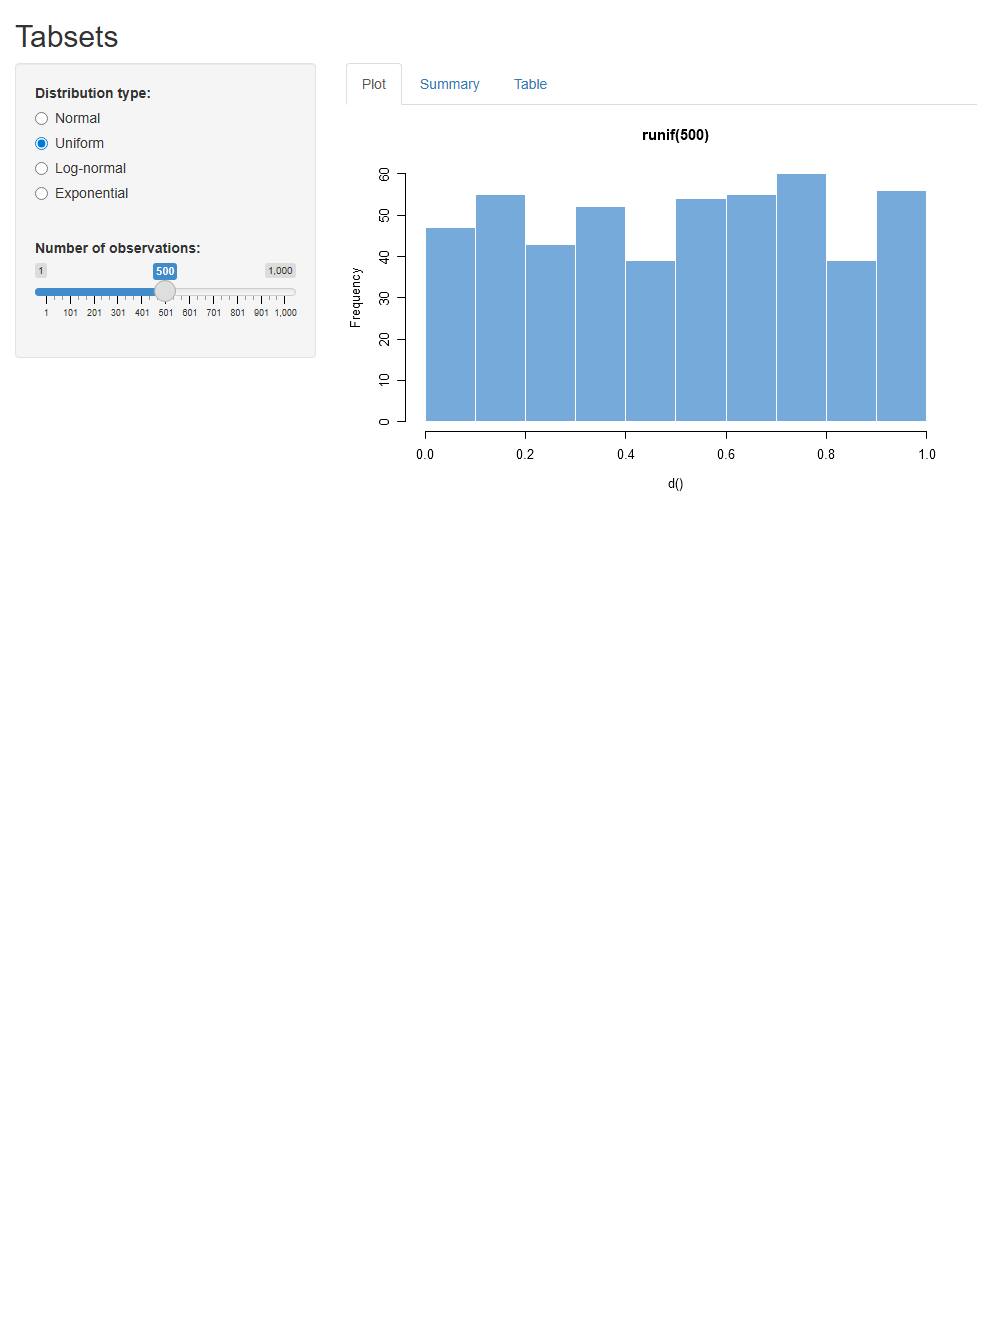 Tabsets
Distribution type:
Normal
Uniform
Log-normal
Exponential
Number of observations:
1 500 1,000
1 101 201 301 401 501 601 701 801 901 1,000
Plot Summary Table
runif(500)
Frequency
60
50
40
30
20
10
0
0.0 0.2 0.4 0.6 0.8 1.0
d()